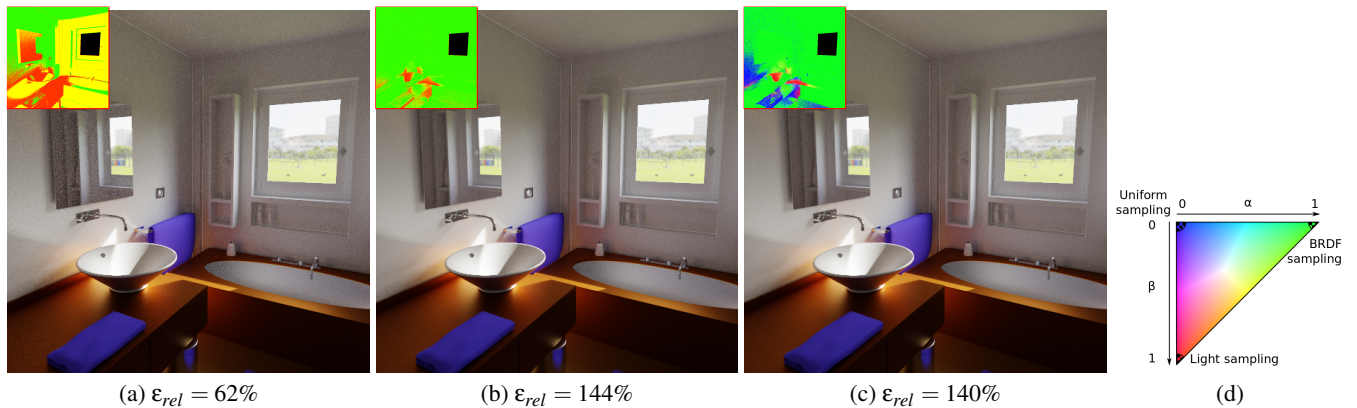 Uniform
sampling
0 α 1
0
BRDF
sampling
β
1
Light sampling
(a) ε_rel = 62%
(b) ε_rel = 144%
(c) ε_rel = 140%
(d)